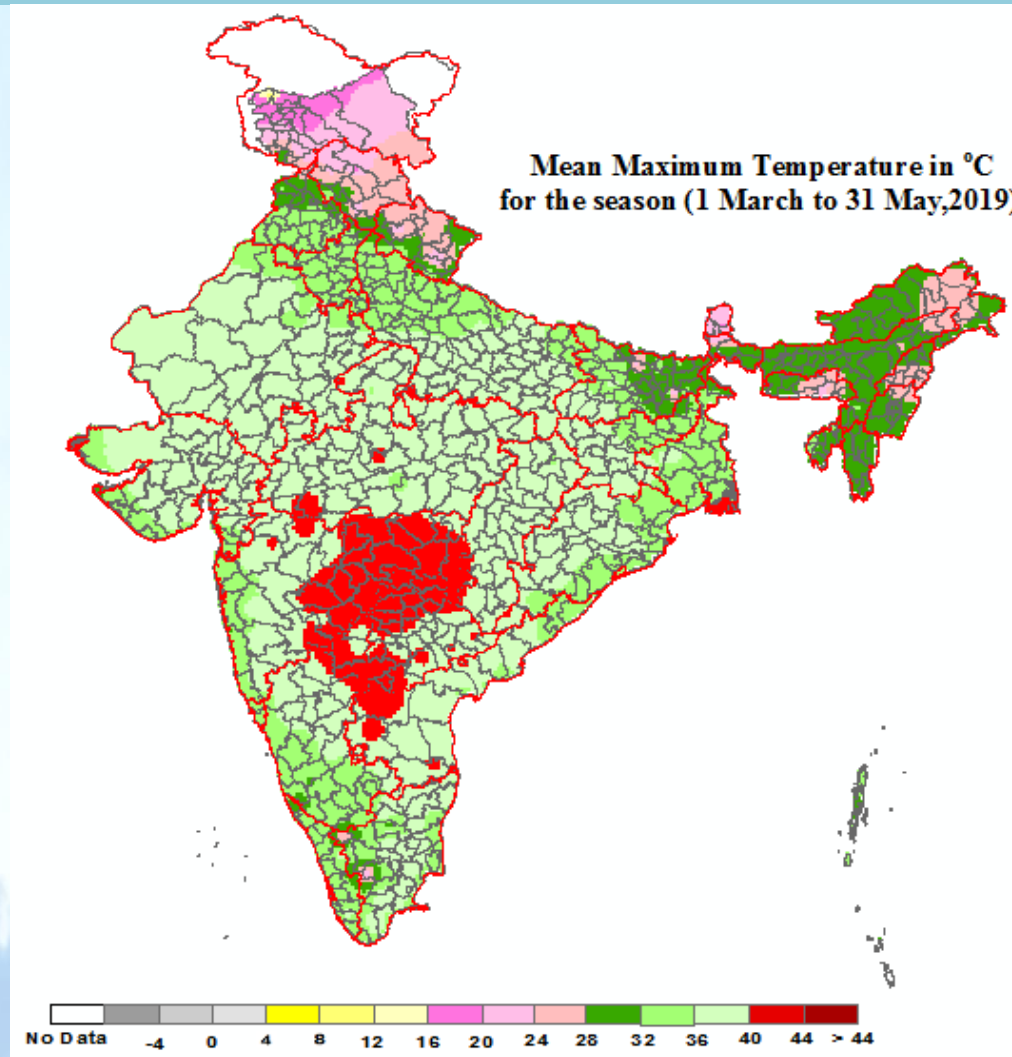 Mean Maximum Temperature in °C
for the season (1 March to 31 May,2019)
No Data -4 0 4 8 12 16 20 24 28 32 36 40 44 > 44